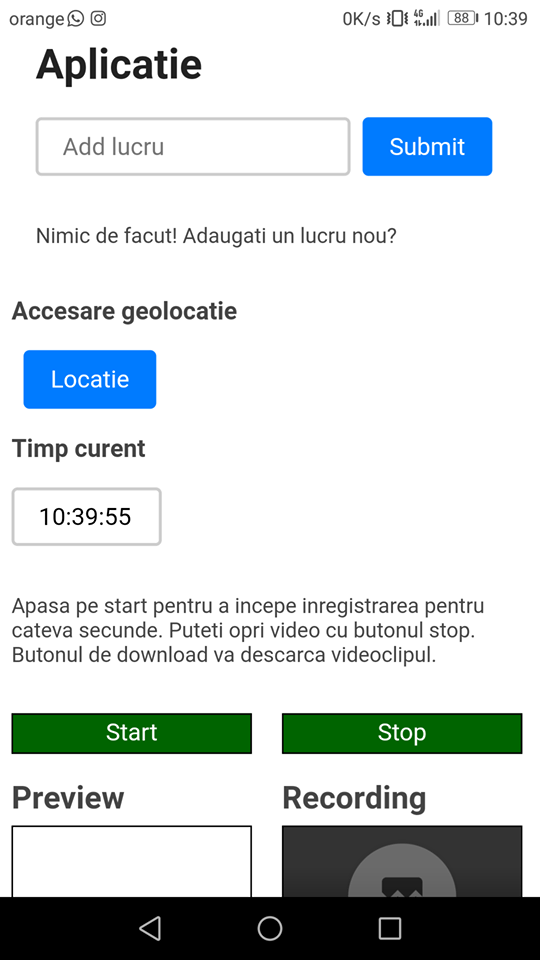 orange 0K/s 4G 88 10:39
Aplicatie
Add lucru Submit
Nimic de facut! Adaugati un lucru nou?
Accesare geolocatie
Locatie
Timp curent
10:39:55
Apasa pe start pentru a incepe inregistrarea pentru
cateva secunde. Puteti opri video cu butonul stop.
Butonul de download va descarca videoclipul.
Start Stop
Preview Recording